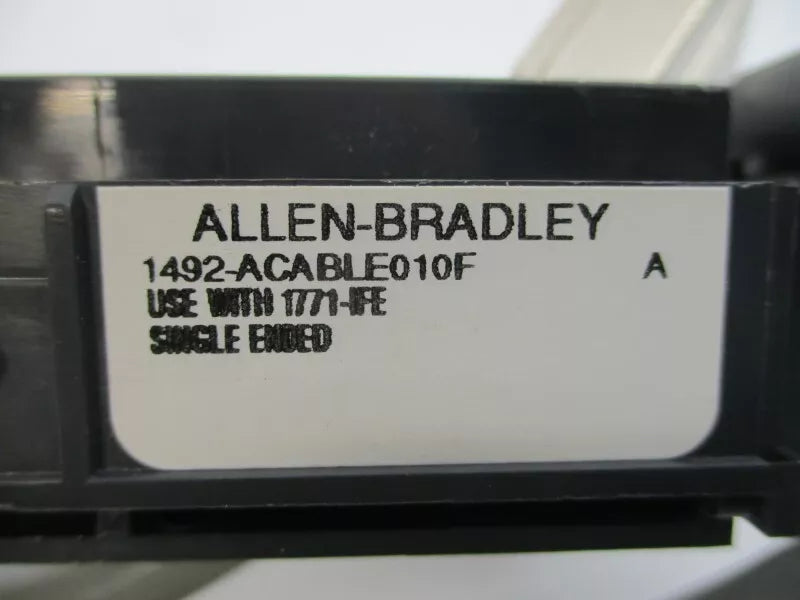 ALLEN-BRADLEY
1492-ACABLE010F A
USE WITH 1771-IFE
SINGLE ENDED